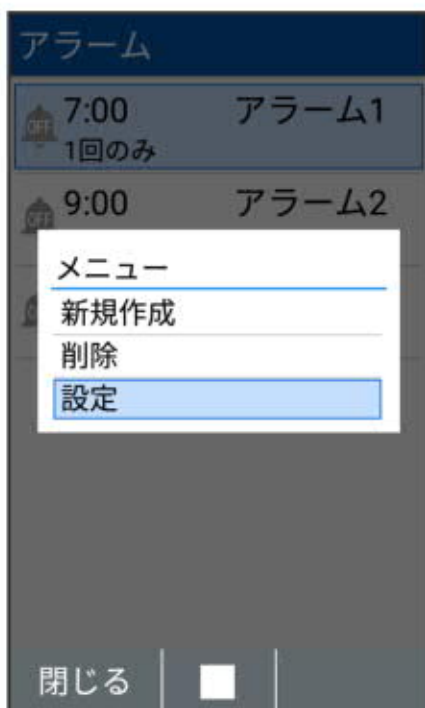 アラーム
7:00 アラーム1
1回のみ
9:00 アラーム2
メニュー
新規作成
削除
設定
閉じる